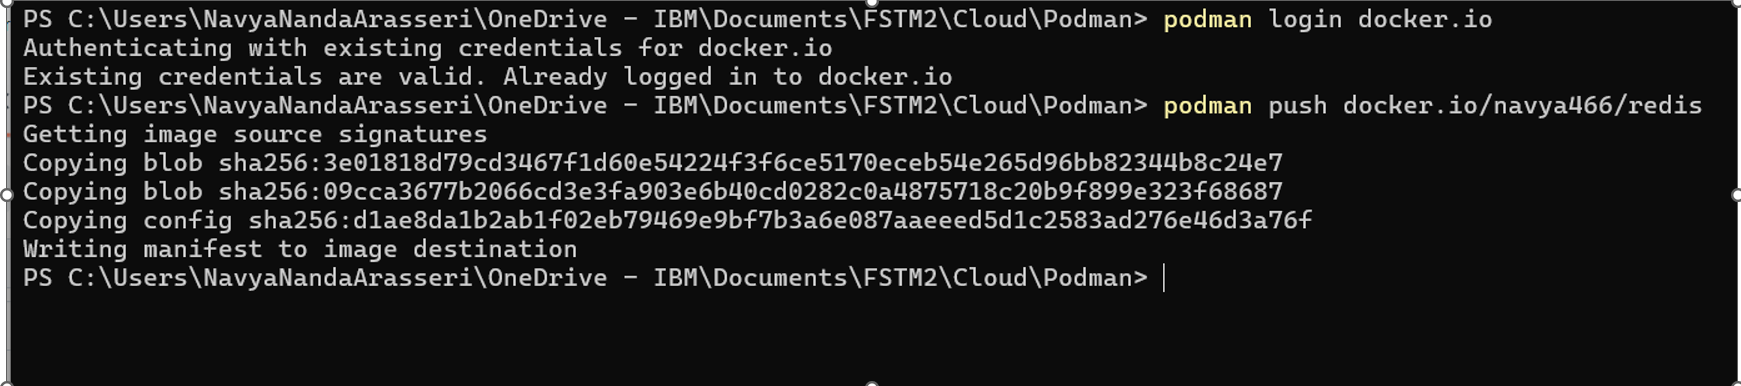 PS C:\Users\NavyaNandaArasseri\OneDrive - IBM\Documents\FSTM2\Cloud\Podman> podman login docker.io
Authenticating with existing credentials for docker.io
Existing credentials are valid. Already logged in to docker.io
PS C:\Users\NavyaNandaArasseri\OneDrive - IBM\Documents\FSTM2\Cloud\Podman> podman push docker.io/navya466/redis
Getting image source signatures
Copying blob sha256:3e01818d79cd3467f1d60e54224f3f6ce5170eceb54e265d96bb82344b8c24e7
Copying blob sha256:09cca3677b2066cd3e3fa903e6b40cd0282c0a4875718c20b9f899e323f68687
Copying config sha256:d1ae8da1b2ab1f02eb79469e9bf7b3a6e087aaeeed5d1c2583ad276e46d3a76f
Writing manifest to image destination
PS C:\Users\NavyaNandaArasseri\OneDrive - IBM\Documents\FSTM2\Cloud\Podman>